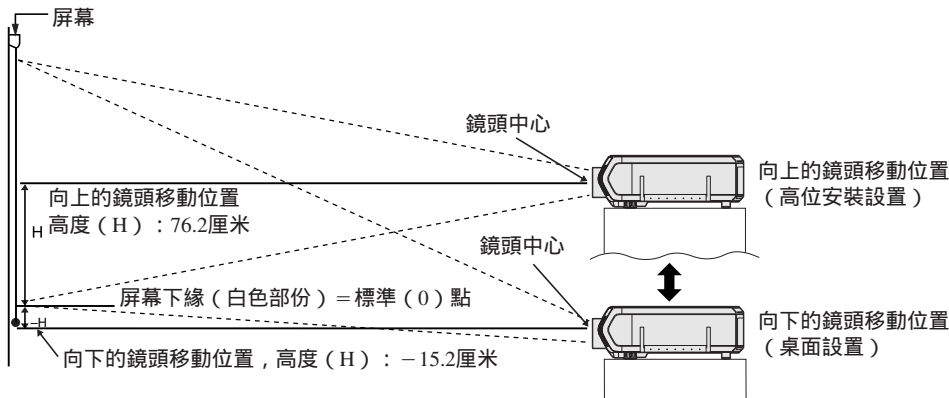 屏幕
鏡頭中心
向上的鏡頭移動位置
（高位安裝設置）
向上的鏡頭移動位置
高度（H）：76.2厘米
H
鏡頭中心
屏幕下緣（白色部份）＝標準（0）點
向下的鏡頭移動位置
（桌面設置）
−H
向下的鏡頭移動位置，高度（H）：−15.2厘米